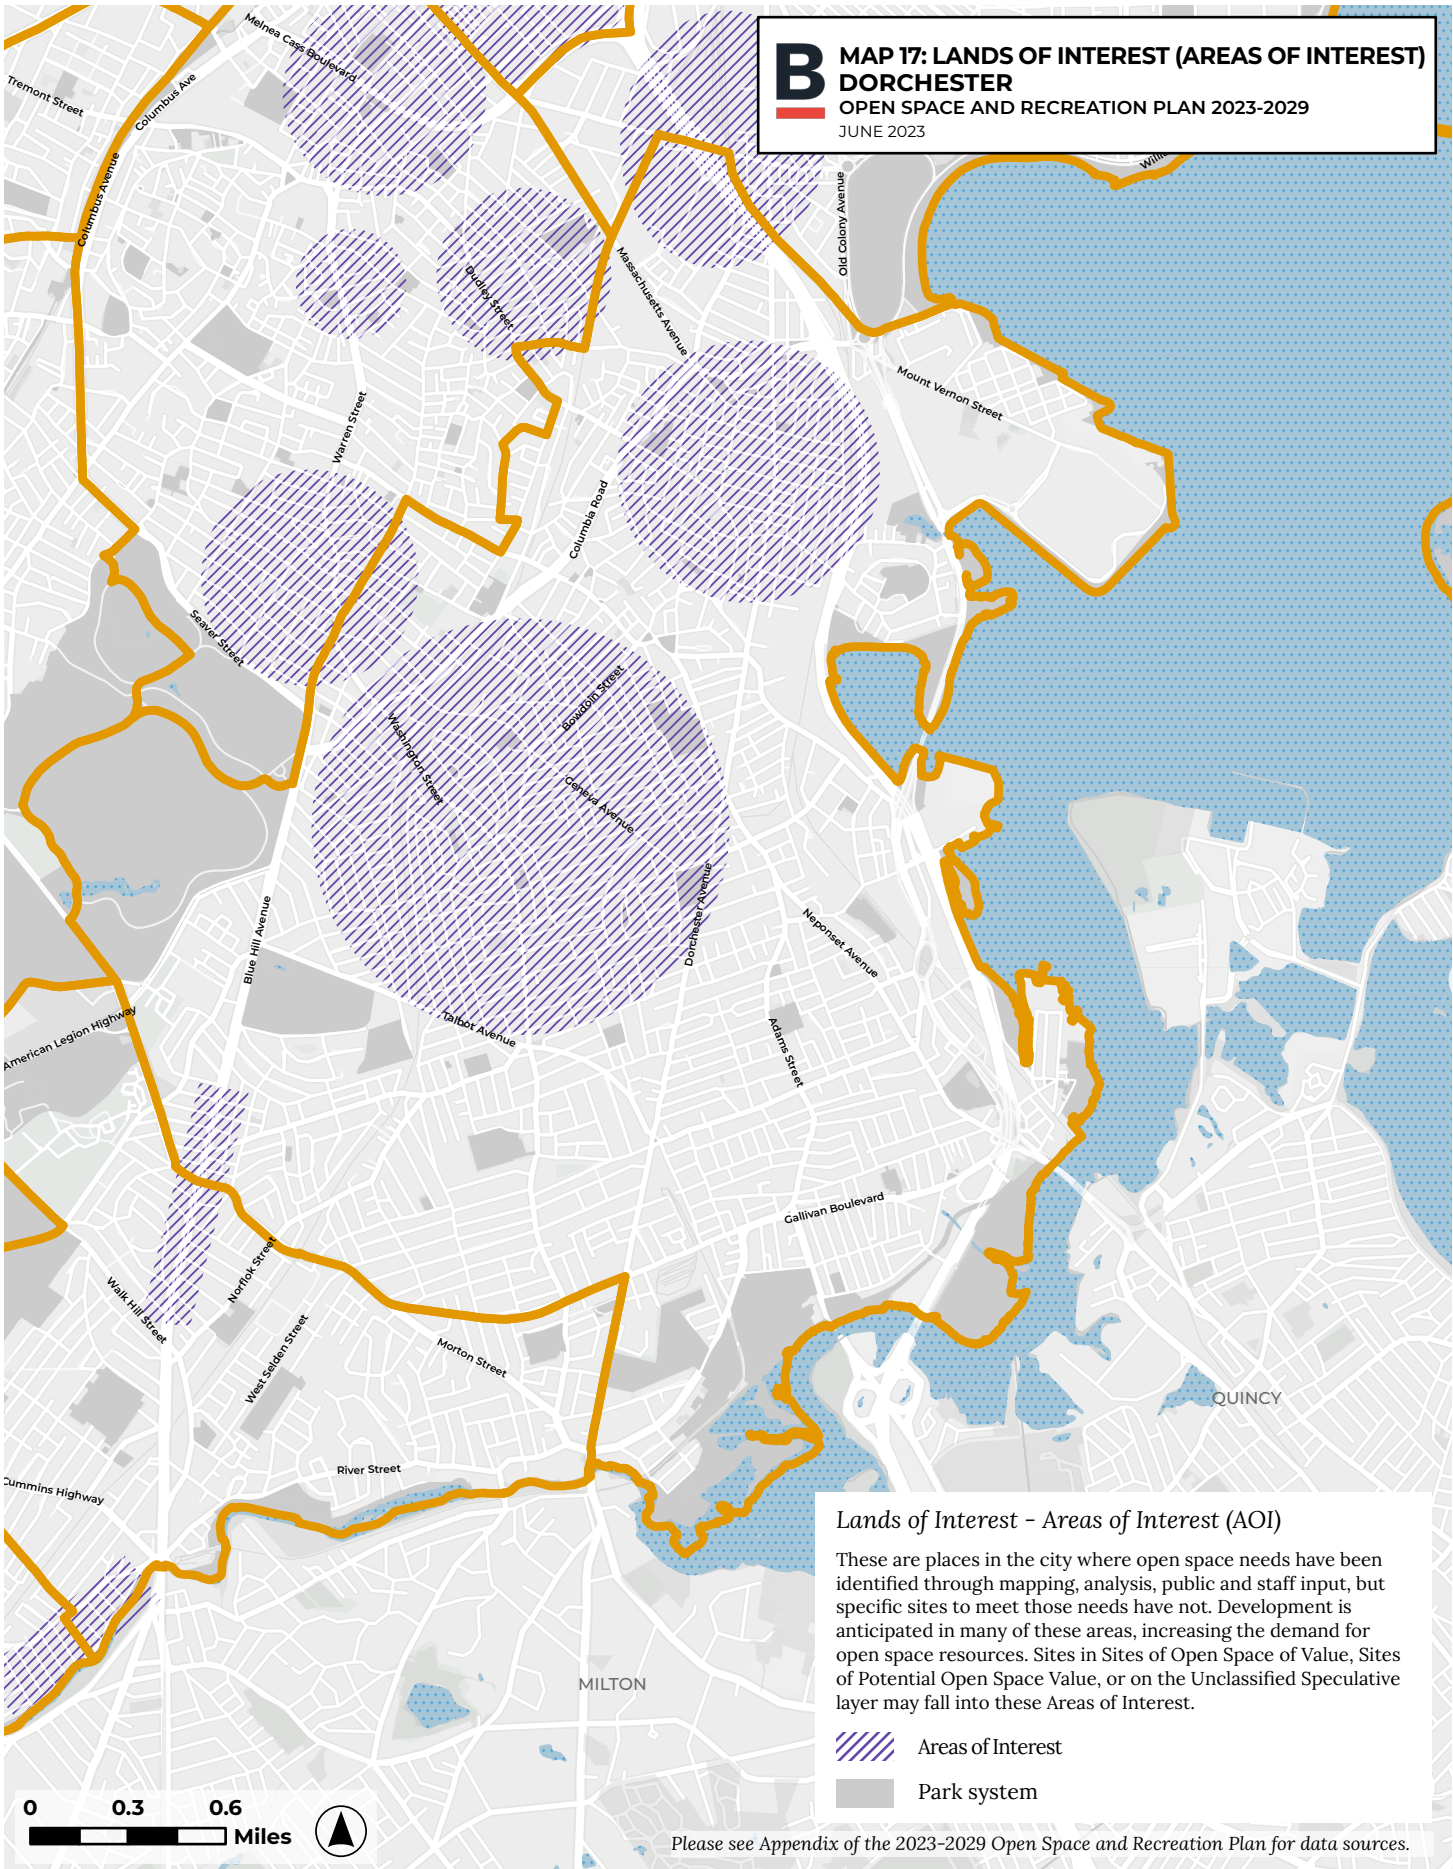 B
MAP 17: LANDS OF INTEREST (AREAS OF INTEREST)
DORCHESTER
OPEN SPACE AND RECREATION PLAN 2023-2029
JUNE 2023
Melnea Cass Boulevard
Tremont Street
Columbus Ave
Columbus Avenue
Old Colony Avenue
Dudley Street
Massachusetts Avenue
Mount Vernon Street
Warren Street
Columbia Road
Seaver Street
Bowdoin Street
Washington Street
Geneva Avenue
Dorchester Avenue
Neponset Avenue
Blue Hill Avenue
American Legion Highway
Talbot Avenue
Adams Street
Gallivan Boulevard
Norflok Street
Walk Hill Street
West Selden Street
Morton Street
QUINCY
River Street
Cummins Highway
MILTON
Lands of Interest - Areas of Interest (AOI)
These are places in the city where open space needs have been
identified through mapping, analysis, public and staff input, but
specific sites to meet those needs have not. Development is
anticipated in many of these areas, increasing the demand for
open space resources. Sites in Sites of Open Space of Value, Sites
of Potential Open Space Value, or on the Unclassified Speculative
layer may fall into these Areas of Interest.
Areas of Interest
Park system
0 0.3 0.6
Miles
Please see Appendix of the 2023-2029 Open Space and Recreation Plan for data sources.